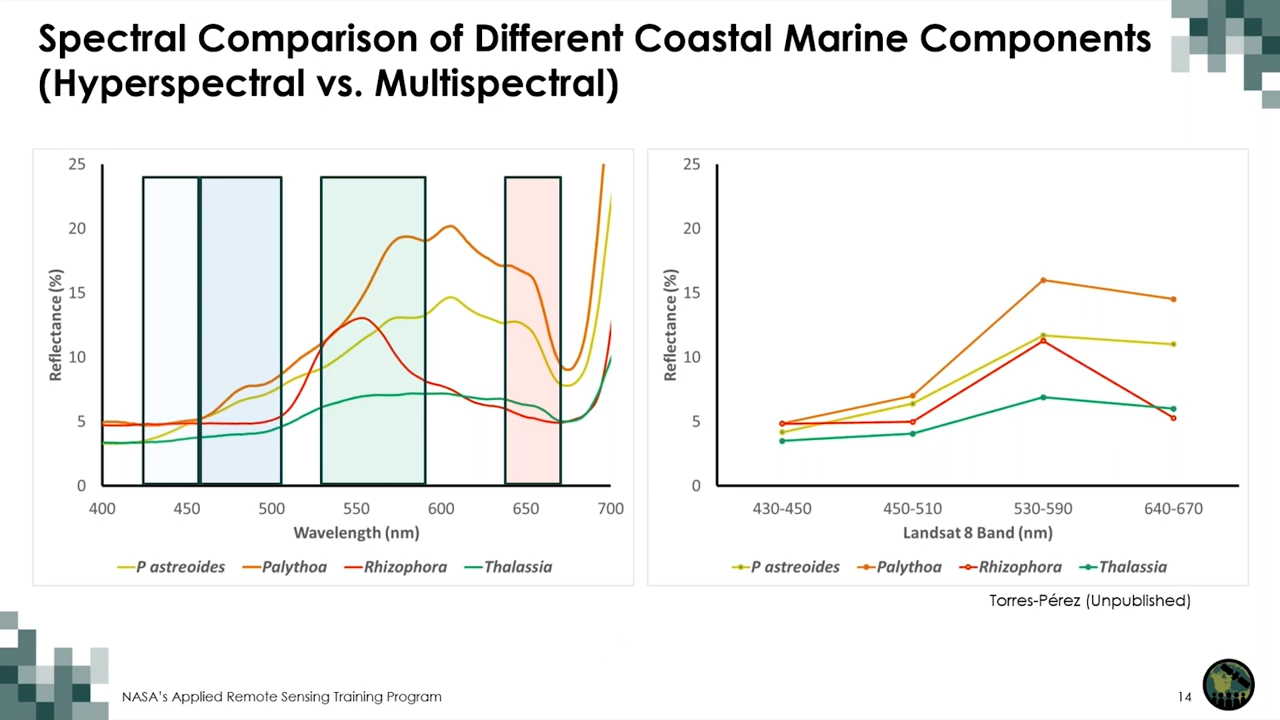 Spectral Comparison of Different Coastal Marine Components
(Hyperspectral vs. Multispectral)
25
20
15
10
5
0
Reflectance (%)
400 450 500 550 600 650 700
Wavelength (nm)
P astreoides Palythoa Rhizophora Thalassia
25
20
15
10
5
0
Reflectance (%)
430-450 450-510 530-590 640-670
Landsat 8 Band (nm)
P astreoides Palythoa Rhizophora Thalassia
Torres-Pérez (Unpublished)
NASA's Applied Remote Sensing Training Program
14